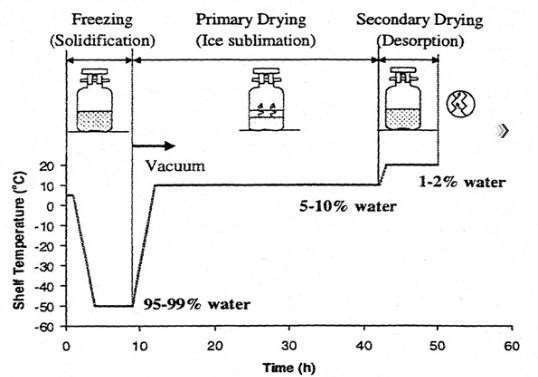 Freezing
(Solidification)
Primary Drying
(Ice sublimation)
Secondary Drying
(Desorption)
Vacuum
Shelf Temperature (°C)
20
10
0
-10
-20
-30
-40
-50
-60
95-99% water
5-10% water
1-2% water
0
10
20
30
40
50
60
Time (h)